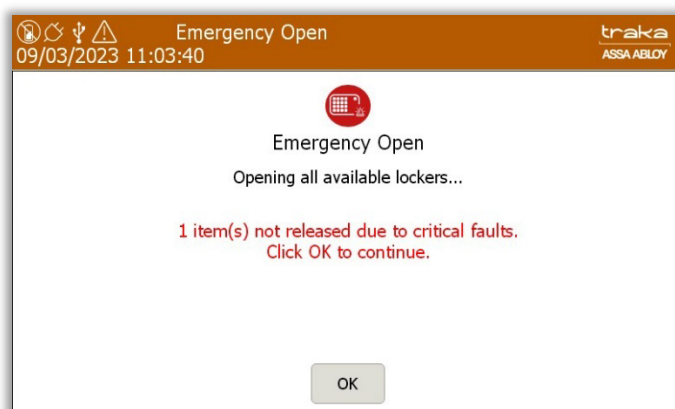 Emergency Open
traka
09/03/2023 11:03:40
ASSA ABLOY
Emergency Open
Opening all available lockers...
1 item(s) not released due to critical faults.
Click OK to continue.
OK